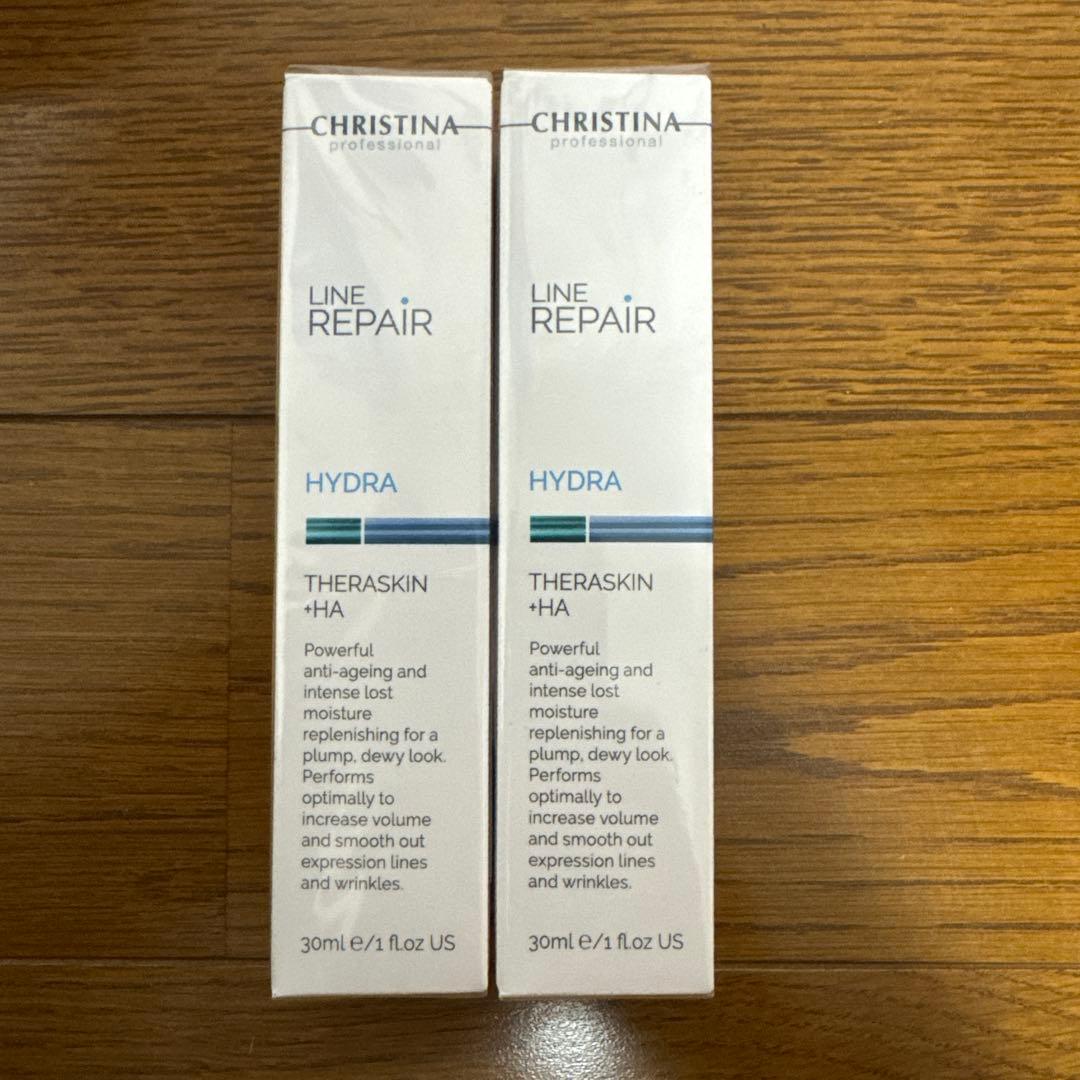 CHRISTINA
professional
LINE
REPAIR
HYDRA
THERASKIN
+HA
Powerful
anti-ageing and
intense lost
moisture
replenishing for a
plump, dewy look.
Performs
optimally to
increase volume
and smooth out
expression lines
and wrinkles.
30ml e/1 fl.oz US
CHRISTINA
professional
LINE
REPAIR
HYDRA
THERASKIN
+HA
Powerful
anti-ageing and
intense lost
moisture
replenishing for a
plump, dewy look.
Performs
optimally to
increase volume
and smooth out
expression lines
and wrinkles.
30ml e/1 fl.oz US